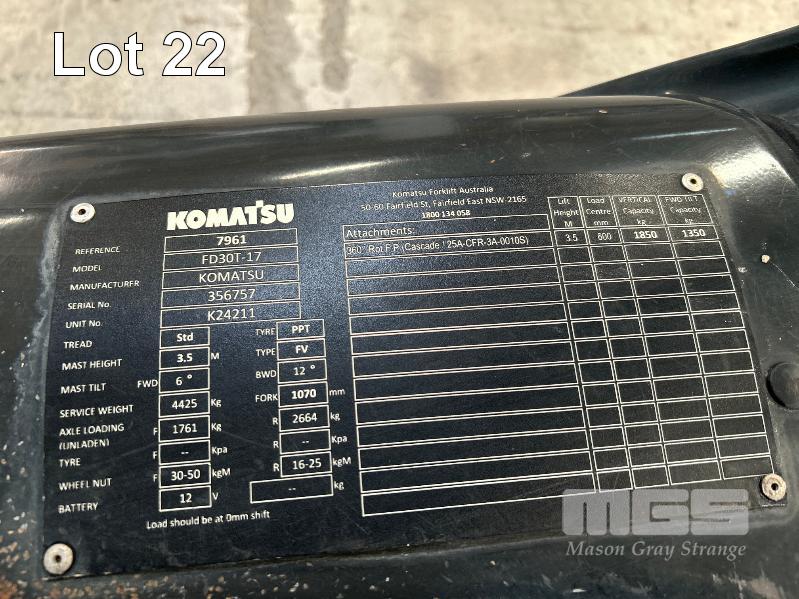 Lot 22
KOMATSU
Komatsu Forklift Australia
50-60 Fairfield St, Fairfield East NSW 2165
1800 134 058
REFERENCE 7961
MODEL FD30T-17
MANUFACTURER KOMATSU
SERIAL No. 356757
UNIT No. K24211
TREAD Std TYRE PPT
MAST HEIGHT 3.5 M TYPE FV
MAST TILT FWD 6 ° BWD 12 °
SERVICE WEIGHT 4425 Kg FORK 1070 mm
AXLE LOADING (UNLADEN) F 1761 Kg R 2664 kg
TYRE F -- Kpa R -- Kpa
WHEEL NUT F 30-50 kgM R 16-25 kgM
BATTERY 12 V -- kg
Load should be at 0mm shift
Attachments: Lift Height M Load Centre mm VERTICAL Capacity kg FWD TILT Capacity kg
360° Rot F.P (Cascade 25A-CFR-3A-0010S) 3.5 600 1850 1350
MGS
Mason Gray Strange